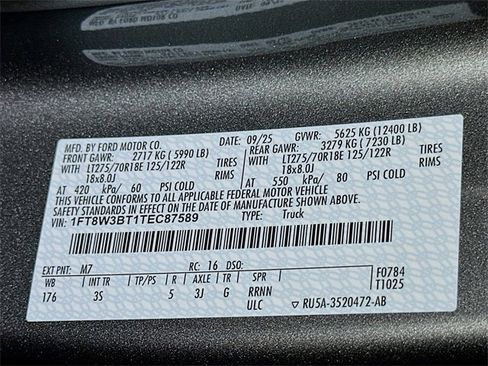 MFD. BY FORD MOTOR CO. DATE: 09/25 GVWR: 5625 KG (12400 LB)
FRONT GAWR: 2717 KG (5990 LB) REAR GAWR: 3279 KG (7230 LB)
LT275/70R18E 125/122R TIRES LT275/70R18E 125/122R TIRES
18x8.0J RIMS 18x8.0J RIMS
AT 420 kPa/ 60 PSI COLD AT 550 kPa/ 80 PSI COLD
THIS VEHICLE CONFORMS TO ALL APPLICABLE FEDERAL MOTOR VEHICLE
SAFETY STANDARDS IN EFFECT ON THE DATE OF MANUFACTURE SHOWN ABOVE.
VIN: 1FT8W3BT1TEC87589 TYPE: Truck
EXT PNT: M7 RC: 16 DSO: F0784
WB INT TR TP/PS R AXLE TR SPR T1025
176 3S 5 3J G RRNN
ULC ▼ RU5A-3520472-AB